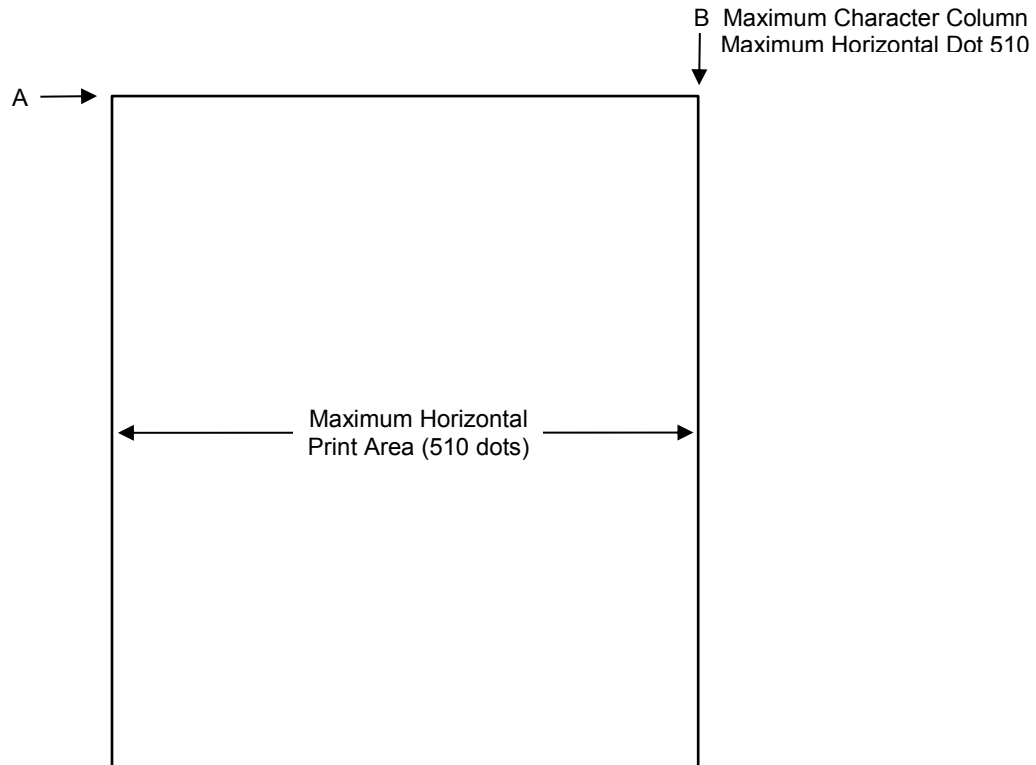 B Maximum Character Column
Maximum Horizontal Dot 510
A
Maximum Horizontal
Print Area (510 dots)